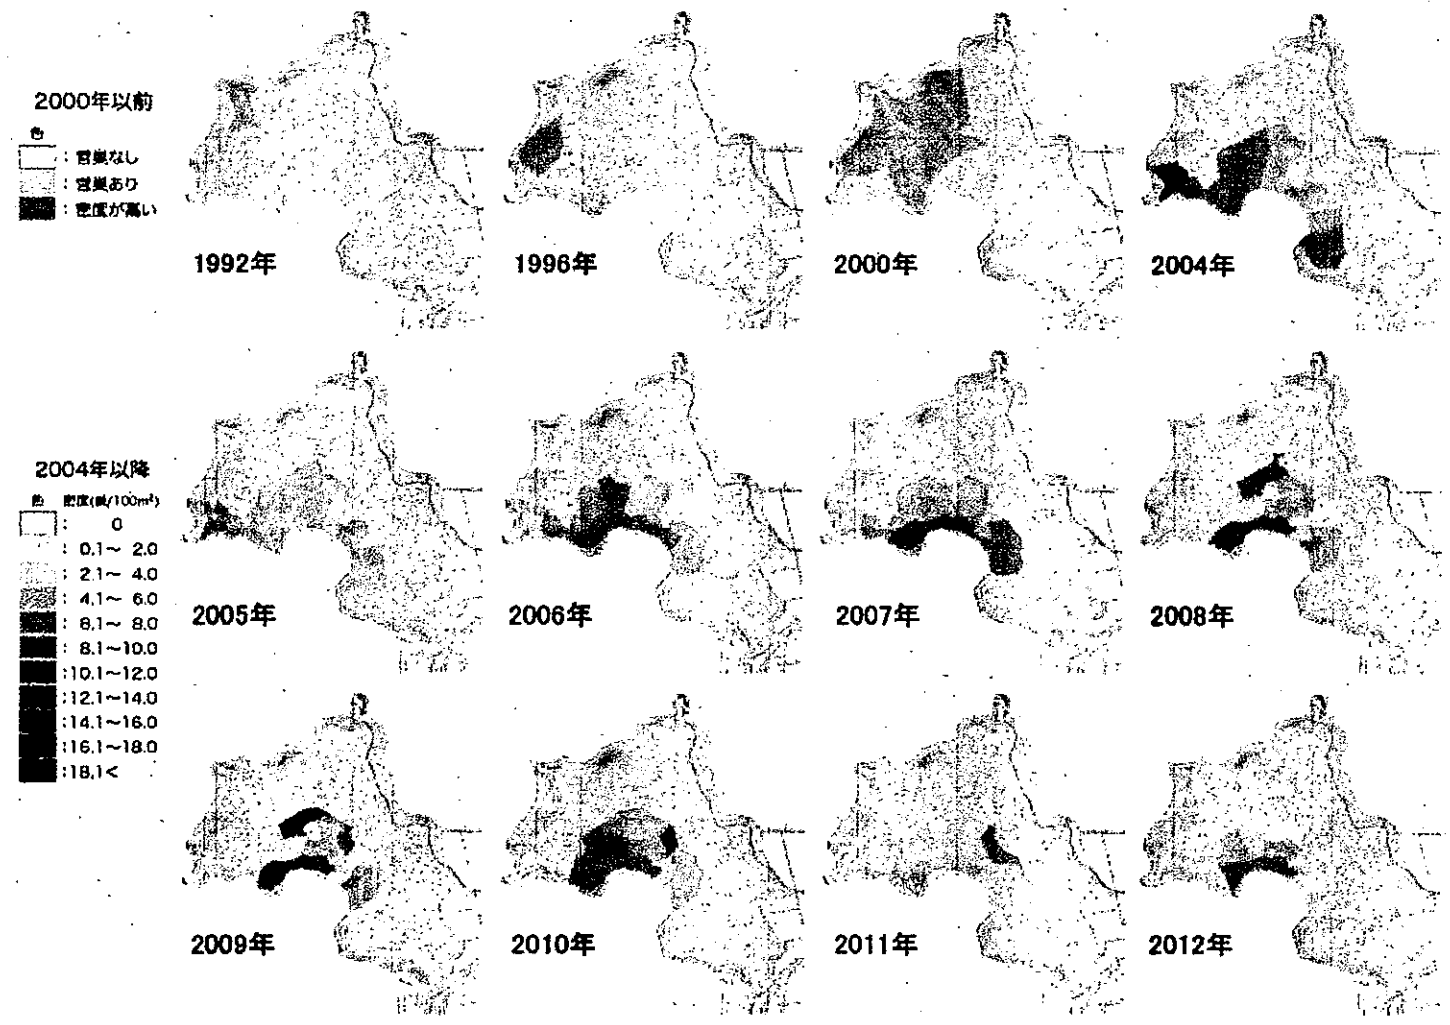 2000年以前
色
: 営巣なし
: 営巣あり
: 密度が高い
1992年
1996年
2000年
2004年
2004年以降
色 密度(巣/100m²)
: 0
: 0.1〜 2.0
: 2.1〜 4.0
: 4.1〜 6.0
: 8.1〜 8.0
: 8.1〜10.0
:10.1〜12.0
:12.1〜14.0
:14.1〜16.0
:16.1〜18.0
:18.1<
2005年
2006年
2007年
2008年
2009年
2010年
2011年
2012年